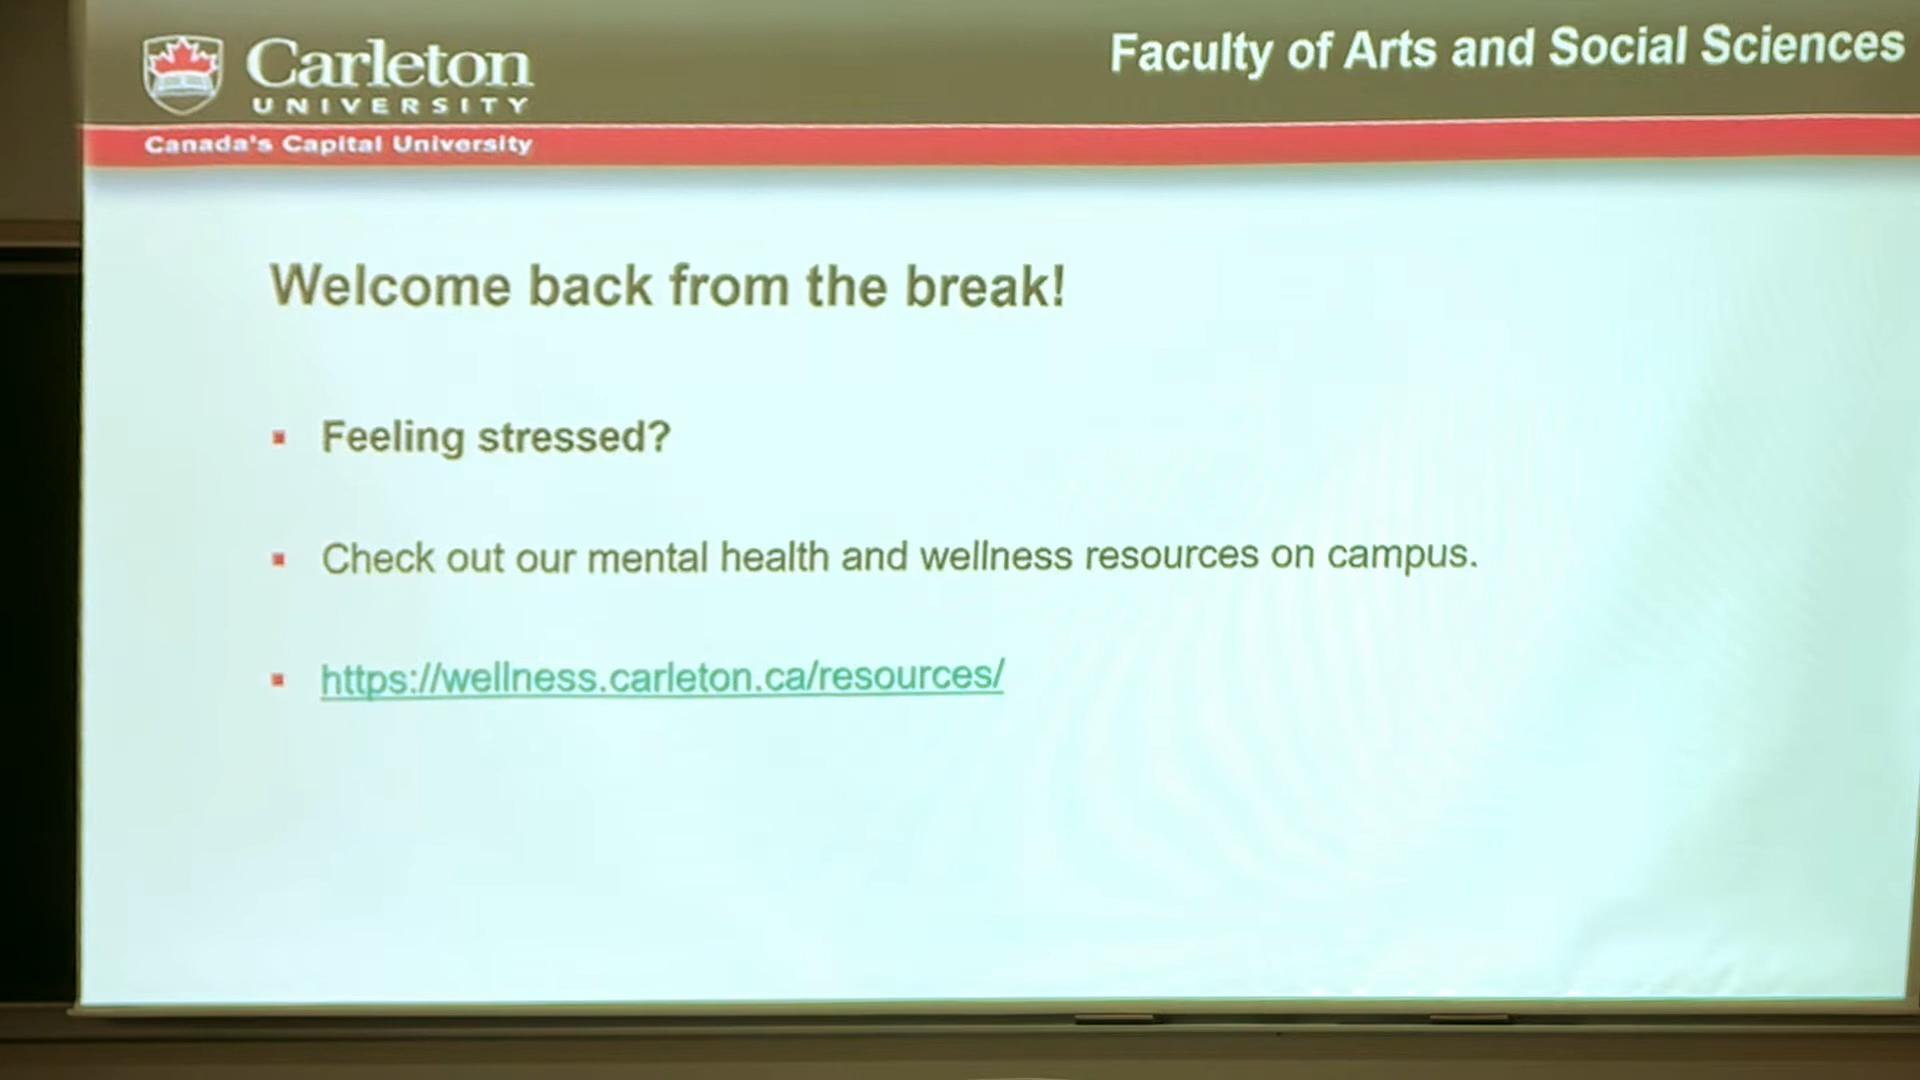 Carleton
UNIVERSITY
Canada's Capital University
Faculty of Arts and Social Sciences
Welcome back from the break!
Feeling stressed?
Check out our mental health and wellness resources on campus.
https://wellness.carleton.ca/resources/